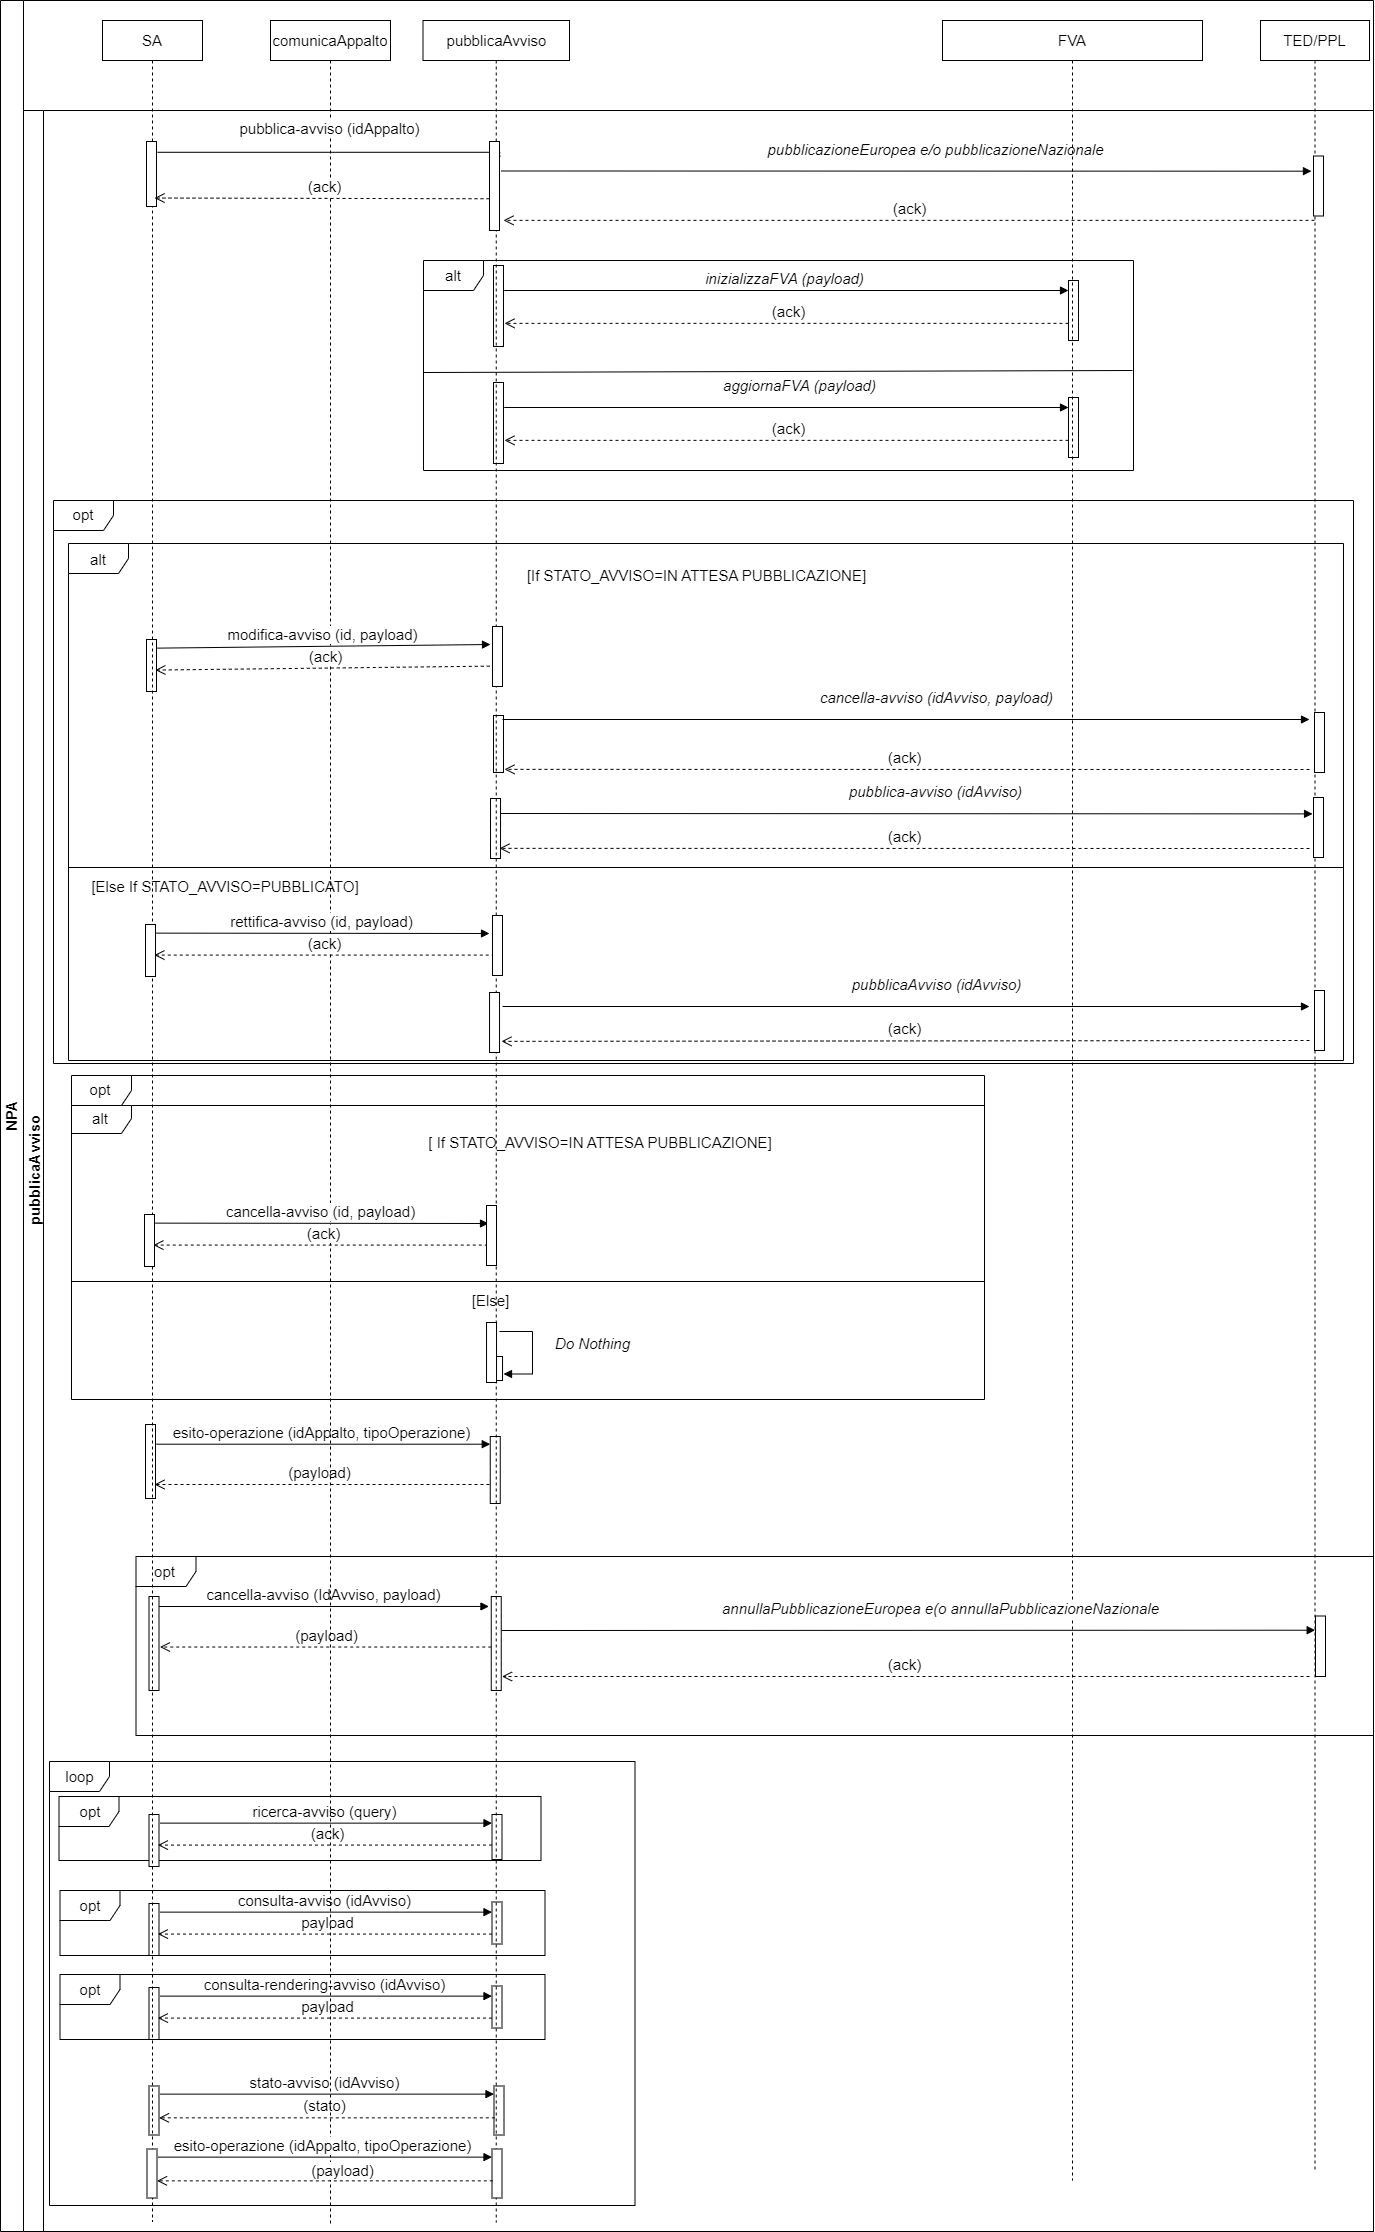 SA
comunicaAppalto
pubblicaAvviso
FVA
TED/PPL
NPA
pubblicaAvviso
pubblica-avviso (idAppalto)
pubblicazioneEuropea e/o pubblicazioneNazionale
(ack)
(ack)
alt
inizializzaFVA (payload)
(ack)
aggiornaFVA (payload)
(ack)
opt
alt
[If STATO_AVVISO=IN ATTESA PUBBLICAZIONE]
modifica-avviso (id, payload)
(ack)
cancella-avviso (idAvviso, payload)
(ack)
pubblica-avviso (idAvviso)
(ack)
[Else If STATO_AVVISO=PUBBLICATO]
rettifica-avviso (id, payload)
(ack)
pubblicaAvviso (idAvviso)
(ack)
opt
alt
[ If STATO_AVVISO=IN ATTESA PUBBLICAZIONE]
cancella-avviso (id, payload)
(ack)
[Else]
Do Nothing
esito-operazione (idAppalto, tipoOperazione)
(payload)
opt
cancella-avviso (IdAvviso, payload)
annullaPubblicazioneEuropea e(o annullaPubblicazioneNazionale
(payload)
(ack)
loop
opt
ricerca-avviso (query)
(ack)
opt
consulta-avviso (idAvviso)
payload
opt
consulta-rendering-avviso (idAvviso)
payload
stato-avviso (idAvviso)
(stato)
esito-operazione (idAppalto, tipoOperazione)
(payload)